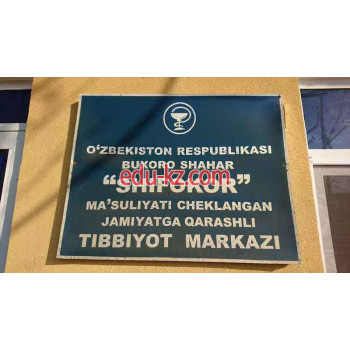 O'ZBEKISTON RESPUBLIKASI
BUXORO SHAHAR
"SHIFOKOR"
edu-kz.com
MA'SULIYATI CHEKLANGAN
JAMIYATGA QARASHLI
TIBBIYOT MARKAZI